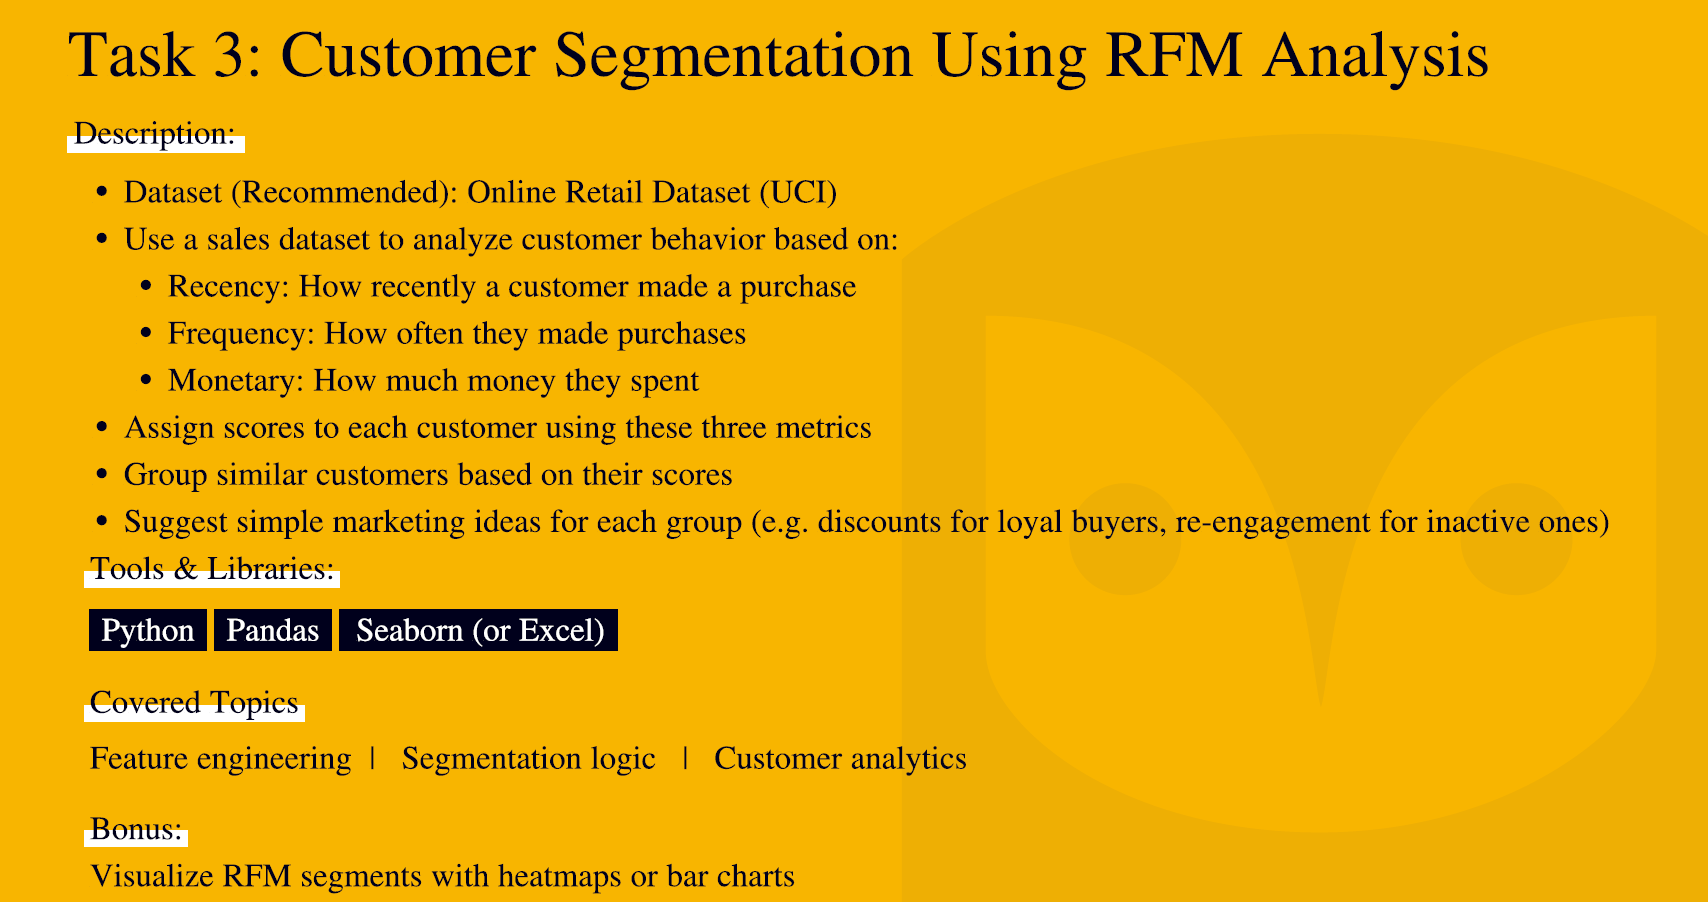 Task 3: Customer Segmentation Using RFM Analysis
Description:
• Dataset (Recommended): Online Retail Dataset (UCI)
• Use a sales dataset to analyze customer behavior based on:
• Recency: How recently a customer made a purchase
• Frequency: How often they made purchases
• Monetary: How much money they spent
• Assign scores to each customer using these three metrics
• Group similar customers based on their scores
• Suggest simple marketing ideas for each group (e.g. discounts for loyal buyers, re-engagement for inactive ones)
Tools & Libraries:
Python Pandas Seaborn (or Excel)
Covered Topics
Feature engineering | Segmentation logic | Customer analytics
Bonus:
Visualize RFM segments with heatmaps or bar charts